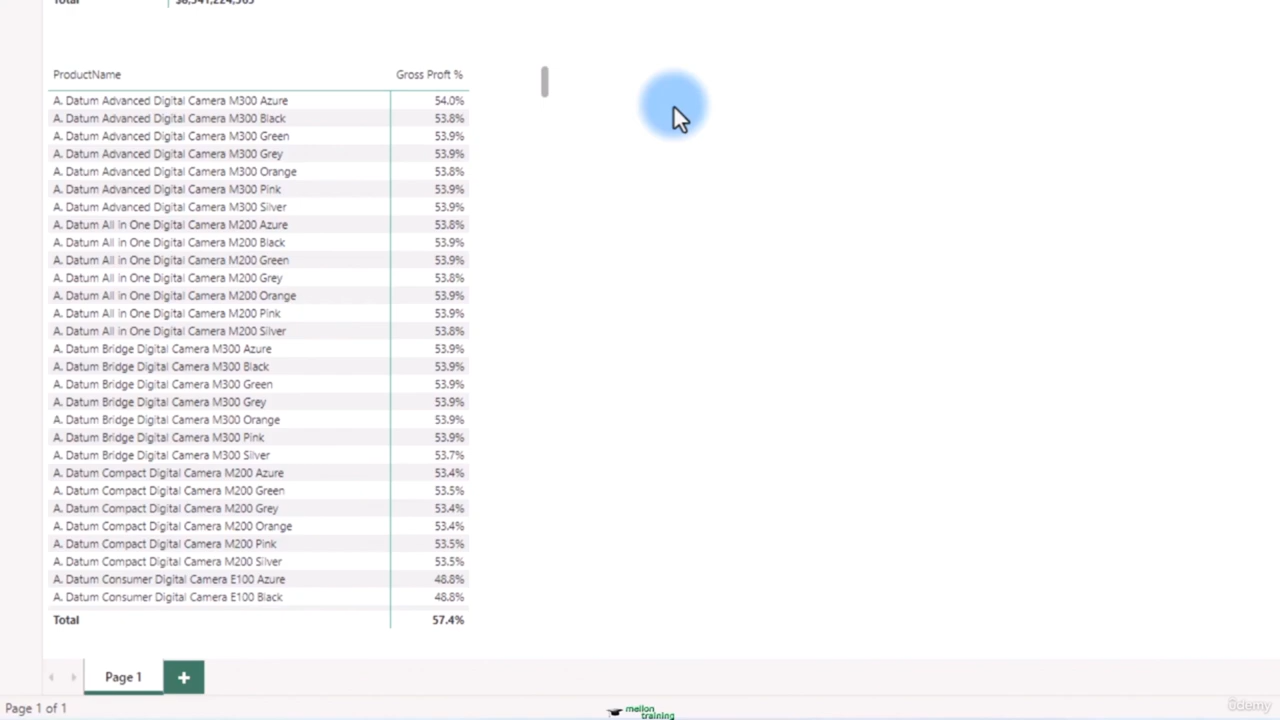 Total $8,341,224,363
ProductName Gross Proft %
A. Datum Advanced Digital Camera M300 Azure 54.0%
A. Datum Advanced Digital Camera M300 Black 53.8%
A. Datum Advanced Digital Camera M300 Green 53.9%
A. Datum Advanced Digital Camera M300 Grey 53.9%
A. Datum Advanced Digital Camera M300 Orange 53.8%
A. Datum Advanced Digital Camera M300 Pink 53.9%
A. Datum Advanced Digital Camera M300 Silver 53.9%
A. Datum All in One Digital Camera M200 Azure 53.8%
A. Datum All in One Digital Camera M200 Black 53.9%
A. Datum All in One Digital Camera M200 Green 53.9%
A. Datum All in One Digital Camera M200 Grey 53.8%
A. Datum All in One Digital Camera M200 Orange 53.9%
A. Datum All in One Digital Camera M200 Pink 53.9%
A. Datum All in One Digital Camera M200 Silver 53.8%
A. Datum Bridge Digital Camera M300 Azure 53.9%
A. Datum Bridge Digital Camera M300 Black 53.9%
A. Datum Bridge Digital Camera M300 Green 53.9%
A. Datum Bridge Digital Camera M300 Grey 53.9%
A. Datum Bridge Digital Camera M300 Orange 53.9%
A. Datum Bridge Digital Camera M300 Pink 53.9%
A. Datum Bridge Digital Camera M300 Silver 53.7%
A. Datum Compact Digital Camera M200 Azure 53.4%
A. Datum Compact Digital Camera M200 Green 53.5%
A. Datum Compact Digital Camera M200 Grey 53.4%
A. Datum Compact Digital Camera M200 Orange 53.4%
A. Datum Compact Digital Camera M200 Pink 53.5%
A. Datum Compact Digital Camera M200 Silver 53.5%
A. Datum Consumer Digital Camera E100 Azure 48.8%
A. Datum Consumer Digital Camera E100 Black 48.8%
Total 57.4%
Page 1 +
Page 1 of 1
mellon
training
ûdemy